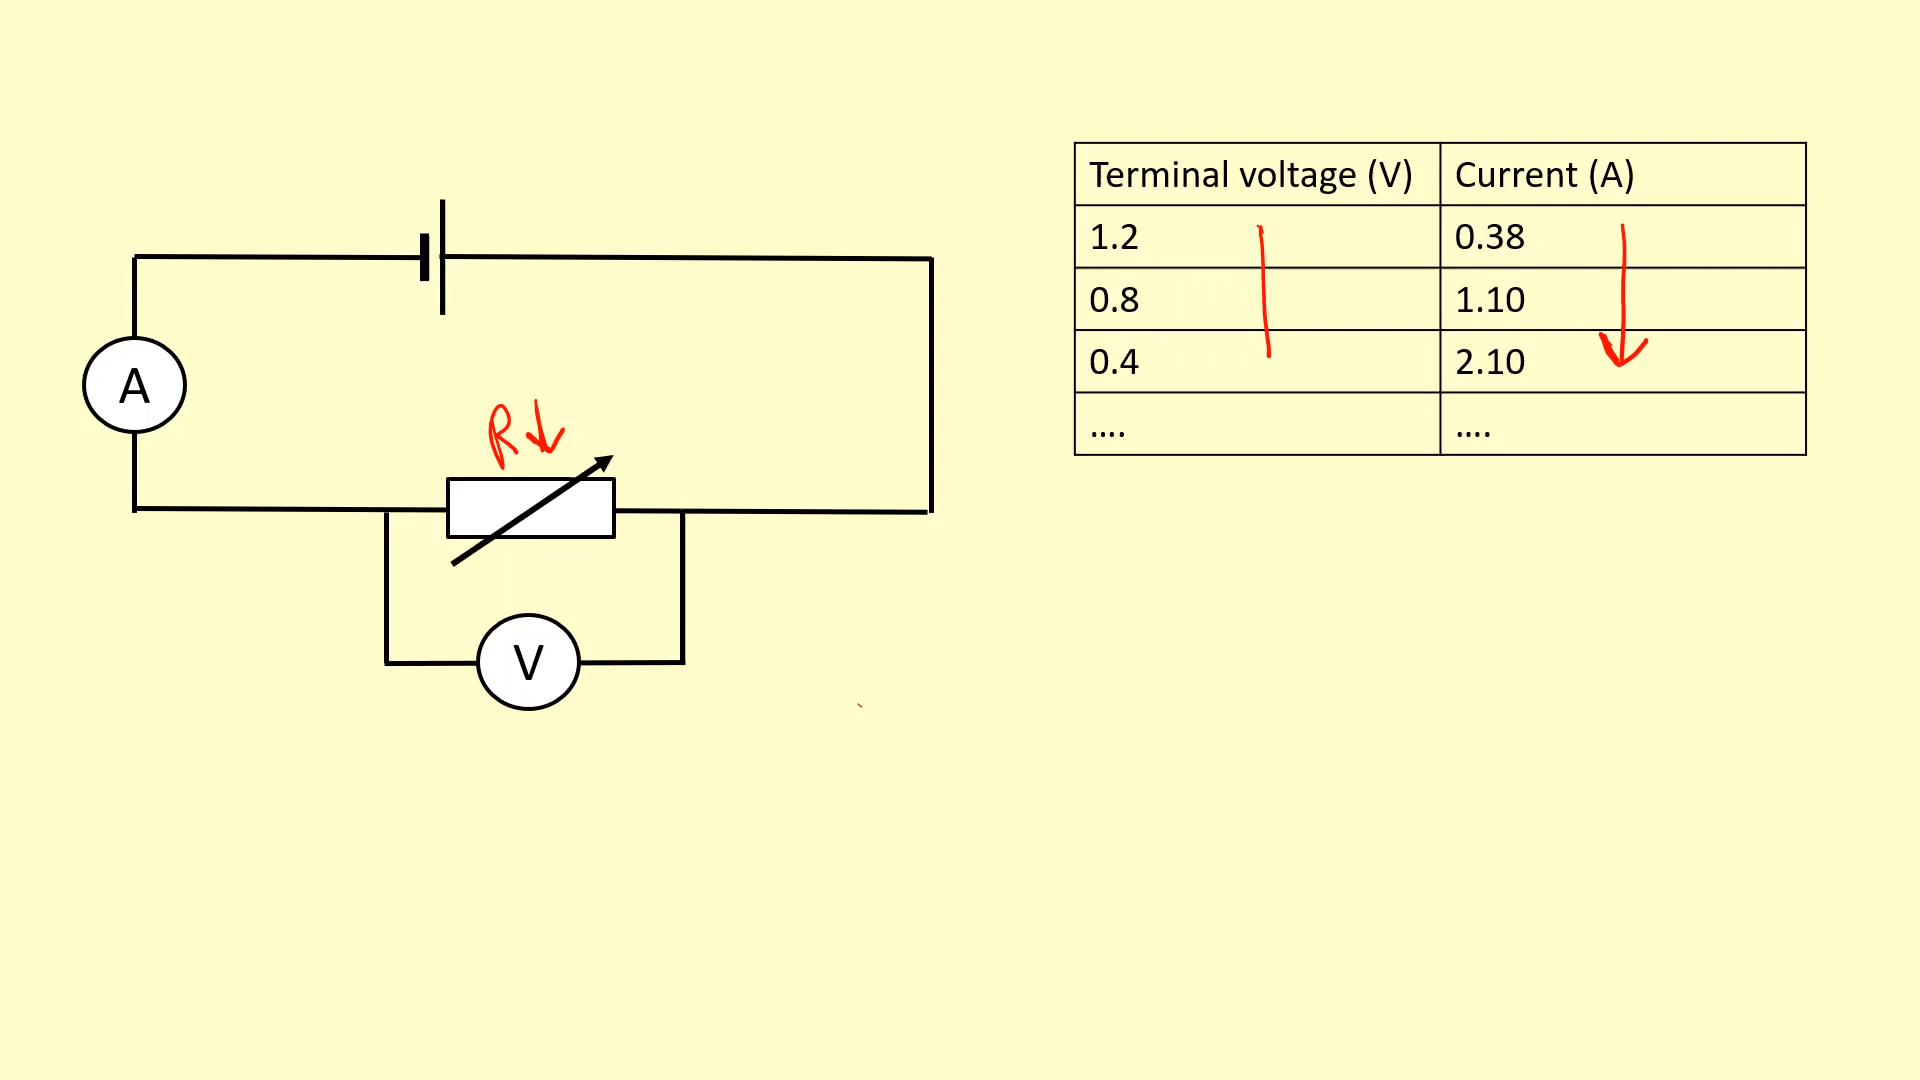 Terminal voltage (V) Current (A)
1.2 0.38
0.8 1.10
0.4 2.10
.... ....
A
R↓
V